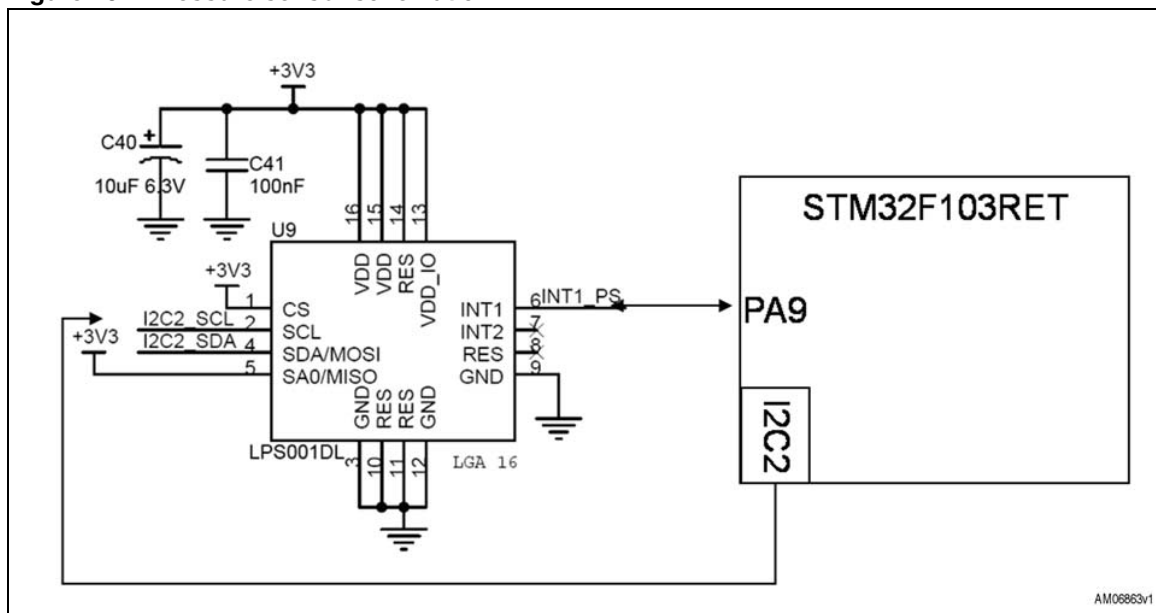 +3V3
C40 +
10uF 6.3V
C41
100nF
U9
16 15 14 13
VDD VDD RES VDD_IO
+3V3
1 CS
I2C2_SCL 2 SCL
+3V3
I2C2_SDA 4 SDA/MOSI
5 SA0/MISO
INT1 6 INT1_PS
INT2 7
RES 8
GND 9
GND RES RES GND
3 10 11 12
LPS001DL
LGA 16
STM32F103RET
PA9
I2C2
AM06863v1